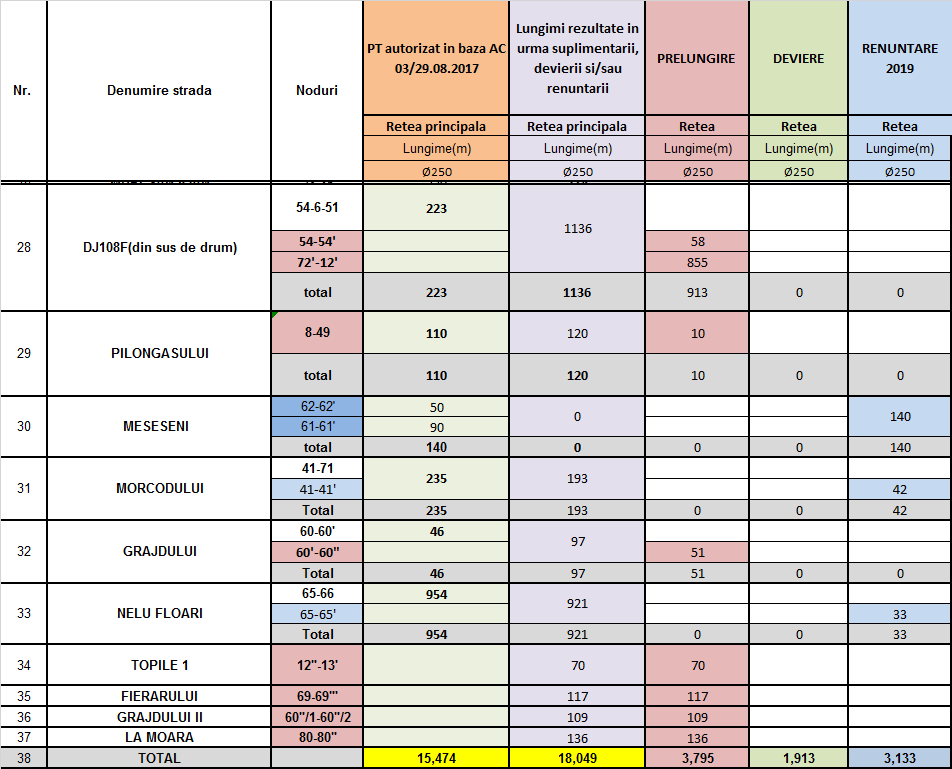 Nr. Denumire strada Noduri PT autorizat in baza AC 03/29.08.2017 Lungimi rezultate in urma suplimentarii, devierii si/sau renuntarii PRELUNGIRE DEVIERE RENUNTARE 2019
Retea principala Retea principala Retea Retea Retea
Lungime(m) Lungime(m) Lungime(m) Lungime(m) Lungime(m)
Ø250 Ø250 Ø250 Ø250 Ø250
28 DJ108F(din sus de drum) 54-6-51 223 1136
54-54' 58
72'-12' 855
total 223 1136 913 0 0
29 PILONGASULUI 8-49 110 120 10
total 110 120 10 0 0
30 MESESENI 62-62' 50 0 140
61-61' 90
total 140 0 0 0 140
31 MORCODULUI 41-71 235 193
41-41' 42
Total 235 193 0 0 42
32 GRAJDULUI 60-60' 46 97
60'-60" 51
Total 46 97 51 0 0
33 NELU FLOARI 65-66 954 921
65-65' 33
Total 954 921 0 0 33
34 TOPILE 1 12"-13' 70 70
35 FIERARULUI 69-69'" 117 117
36 GRAJDULUI II 60"/1-60"/2 109 109
37 LA MOARA 80-80" 136 136
38 TOTAL 15,474 18,049 3,795 1,913 3,133